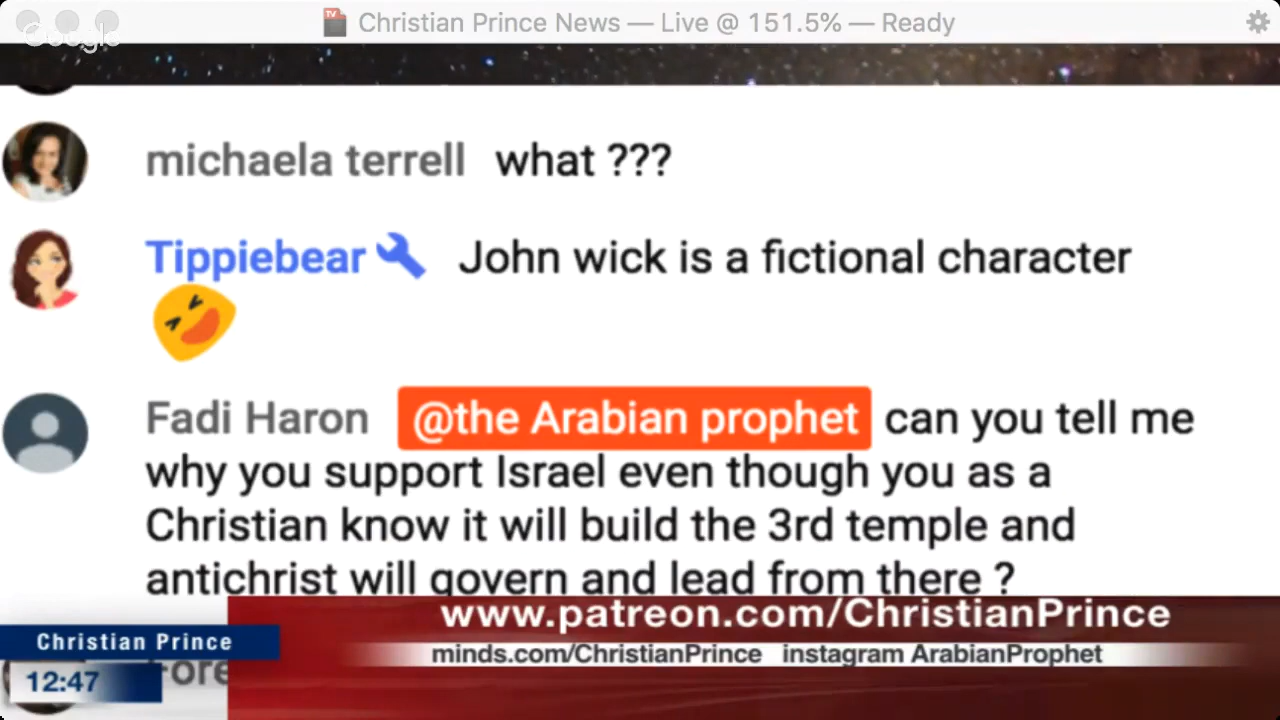 Christian Prince News — Live @ 151.5% — Ready
Google
michaela terrell what ???
Tippiebear John wick is a fictional character
Fadi Haron @the Arabian prophet can you tell me
why you support Israel even though you as a
Christian know it will build the 3rd temple and
antichrist will govern and lead from there ?
www.patreon.com/ChristianPrince
Christian Prince
minds.com/ChristianPrince instagram ArabianProphet
12:47